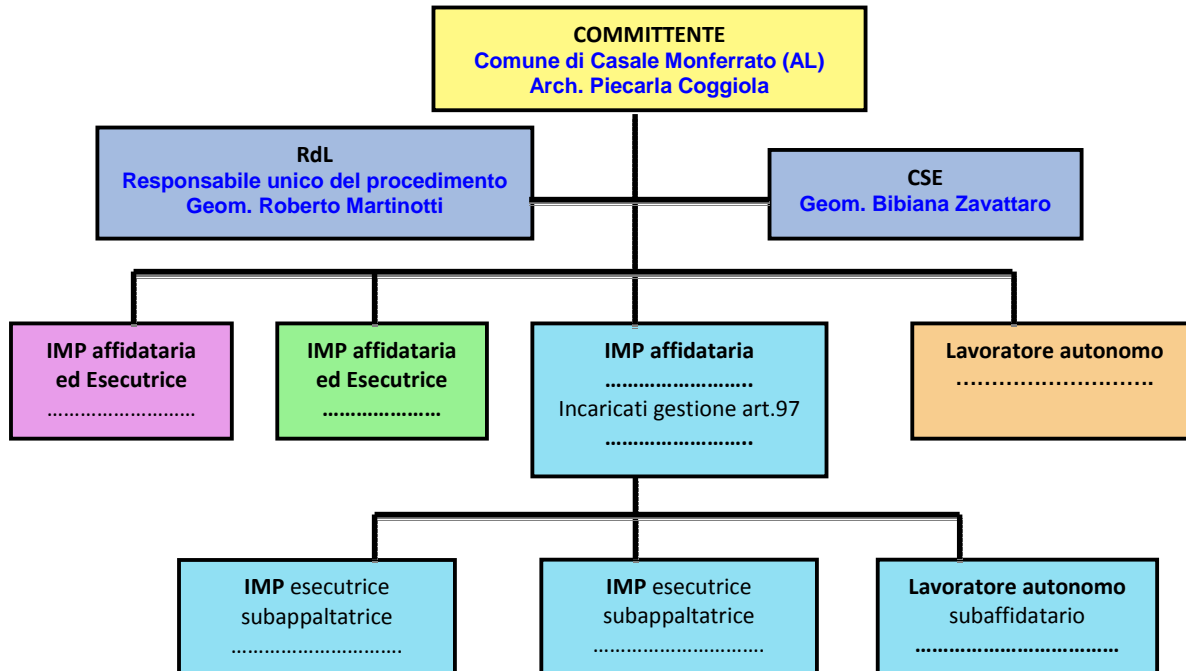 COMMITTENTE
Comune di Casale Monferrato (AL)
Arch. Piecarla Coggiola
RdL
Responsabile unico del procedimento
Geom. Roberto Martinotti
CSE
Geom. Bibiana Zavattaro
IMP affidataria
ed Esecutrice
...........................
IMP affidataria
ed Esecutrice
.....................
IMP affidataria
..........................
Incaricati gestione art.97
..........................
Lavoratore autonomo
............................
IMP esecutrice
subappaltatrice
...............................
IMP esecutrice
subappaltatrice
...............................
Lavoratore autonomo
subaffidatario
................................